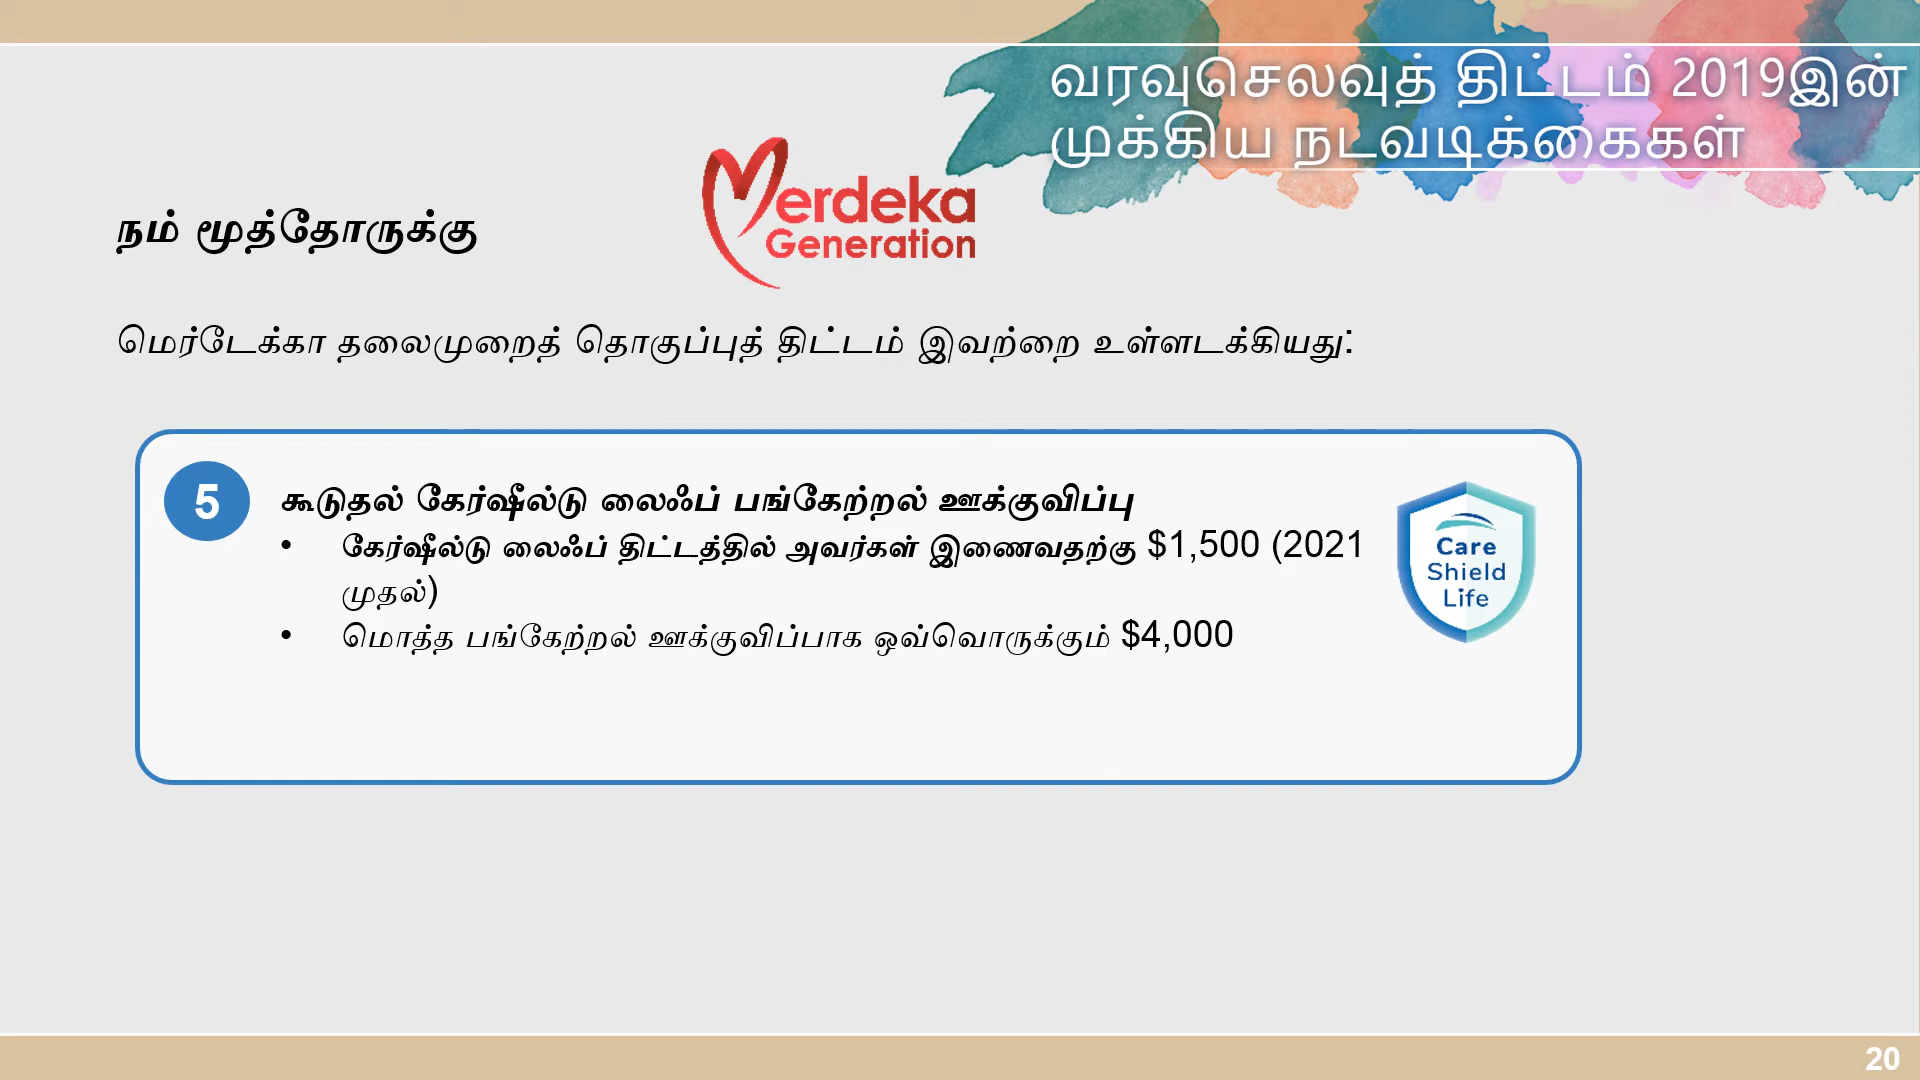 வரவுசெலவுத் திட்டம் 2019இன்
முக்கிய நடவடிக்கைகள்
Merdeka
Generation
நம் மூத்தோருக்கு
மெர்டேக்கா தலைமுறைத் தொகுப்புத் திட்டம் இவற்றை உள்ளடக்கியது:
5
கூடுதல் கேர்ஷீல்டு லைஃப் பங்கேற்றல் ஊக்குவிப்பு
• கேர்ஷீல்டு லைஃப் திட்டத்தில் அவர்கள் இணைவதற்கு $1,500 (2021
முதல்)
• மொத்த பங்கேற்றல் ஊக்குவிப்பாக ஒவ்வொருக்கும் $4,000
Care
Shield
Life
20